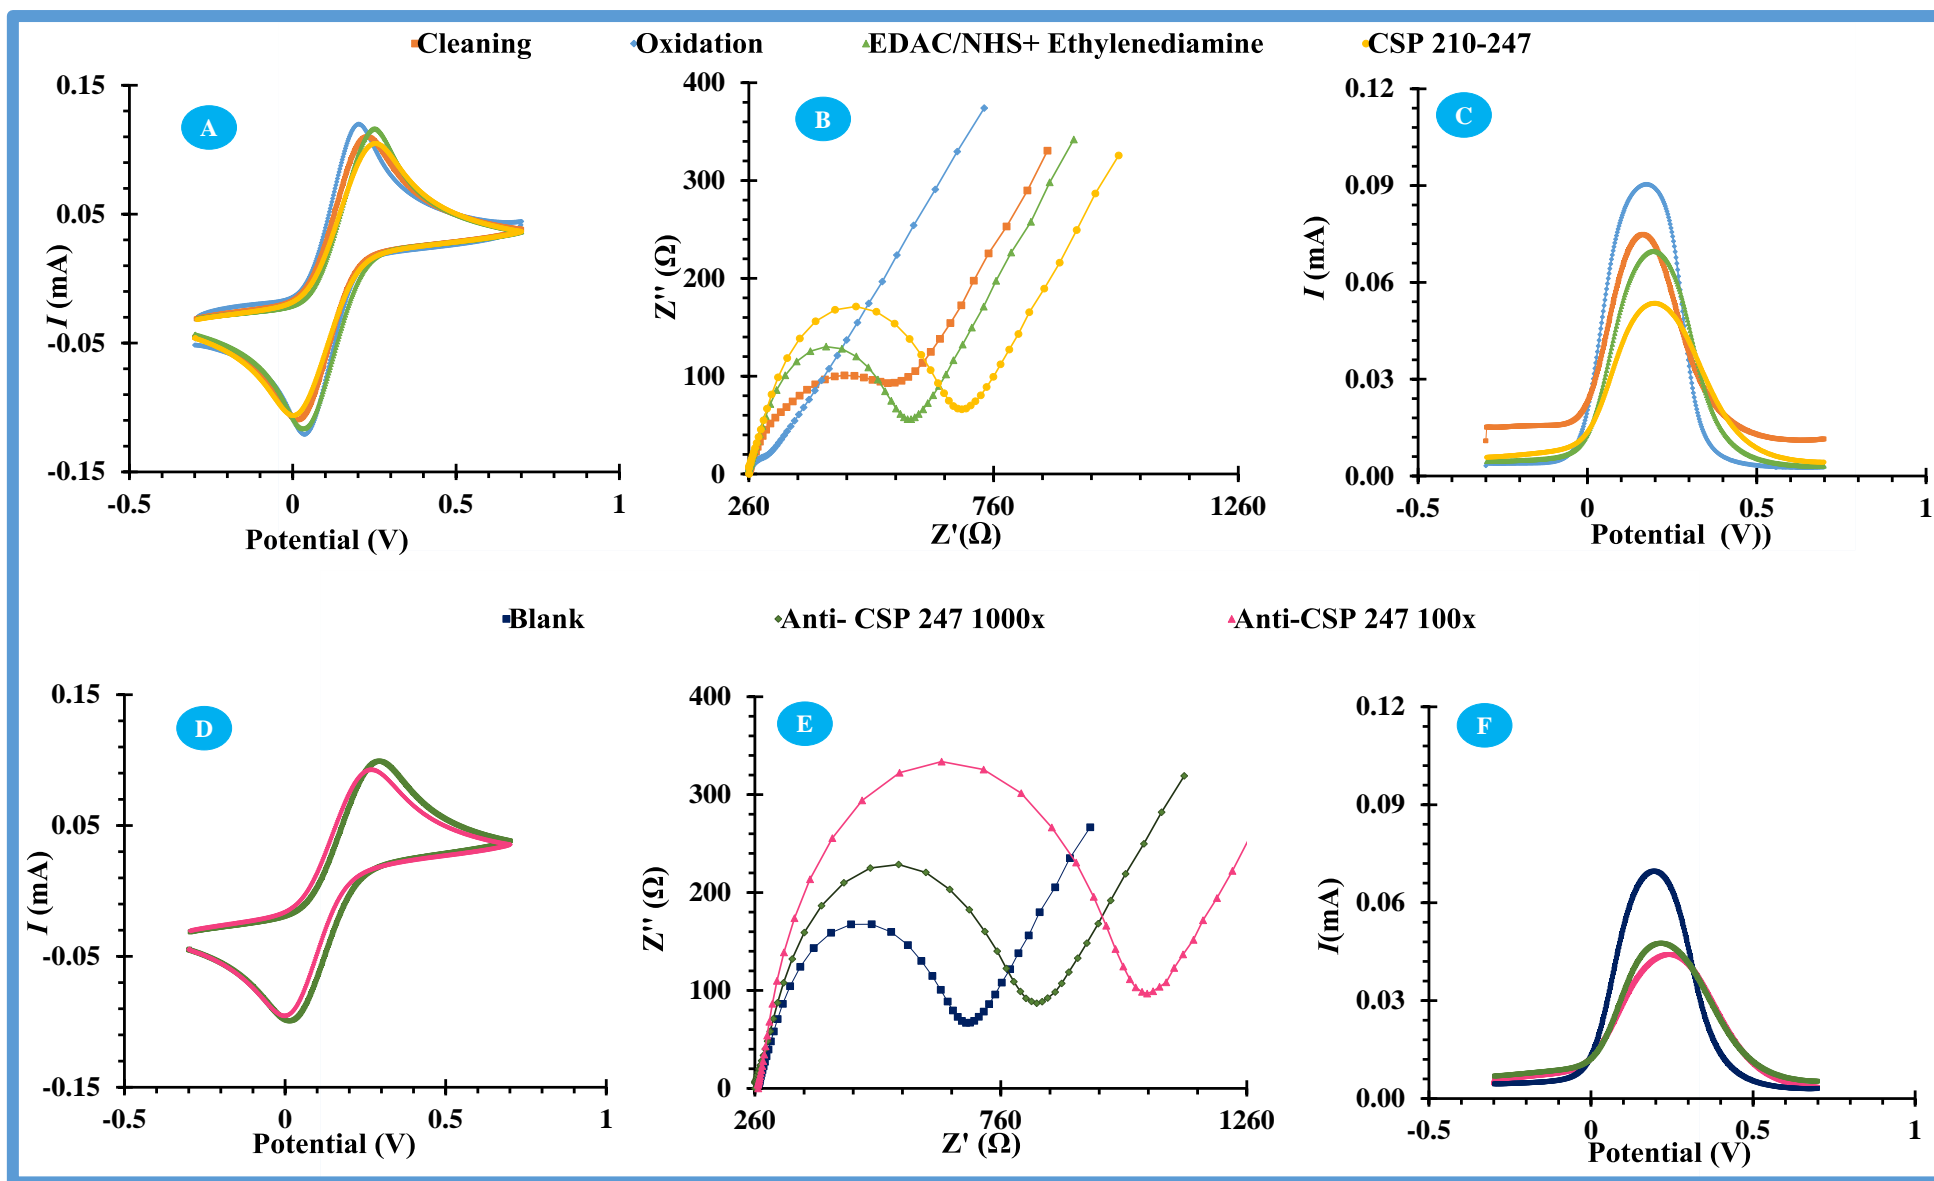 Cleaning Oxidation EDAC/NHS+ Ethylenediamine CSP 210-247
A
0.15
0.05
-0.05
-0.15
-0.5 0 0.5 1
I (mA)
Potential (V)
B
400
300
200
100
0
260 760 1260
Z'' (Ω)
Z'(Ω)
C
0.12
0.09
0.06
0.03
0.00
-0.5 0 0.5 1
I (mA)
Potential (V))
Blank Anti- CSP 247 1000x Anti-CSP 247 100x
D
0.15
0.05
-0.05
-0.15
-0.5 0 0.5 1
I (mA)
Potential (V)
E
400
300
200
100
0
260 760 1260
Z'' (Ω)
Z' (Ω)
F
0.12
0.09
0.06
0.03
0.00
-0.5 0 0.5 1
I(mA)
Potential (V)